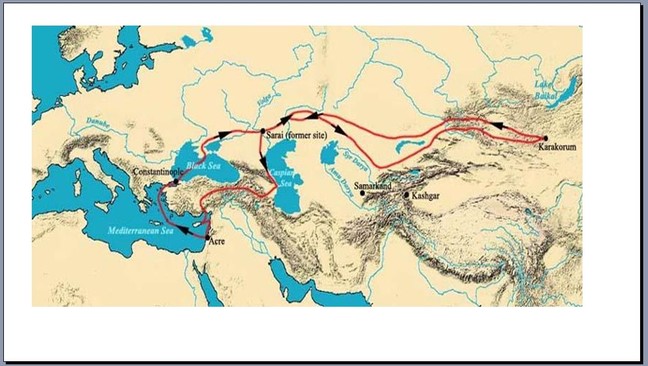 Lake
Baikal
Volga
Danube
Sarai (former site)
Karakorum
Black Sea
Constantinople
Caspian
Sea
Syr Darya
Amu Darya
Samarkand
Kashgar
Mediterranean Sea
Acre